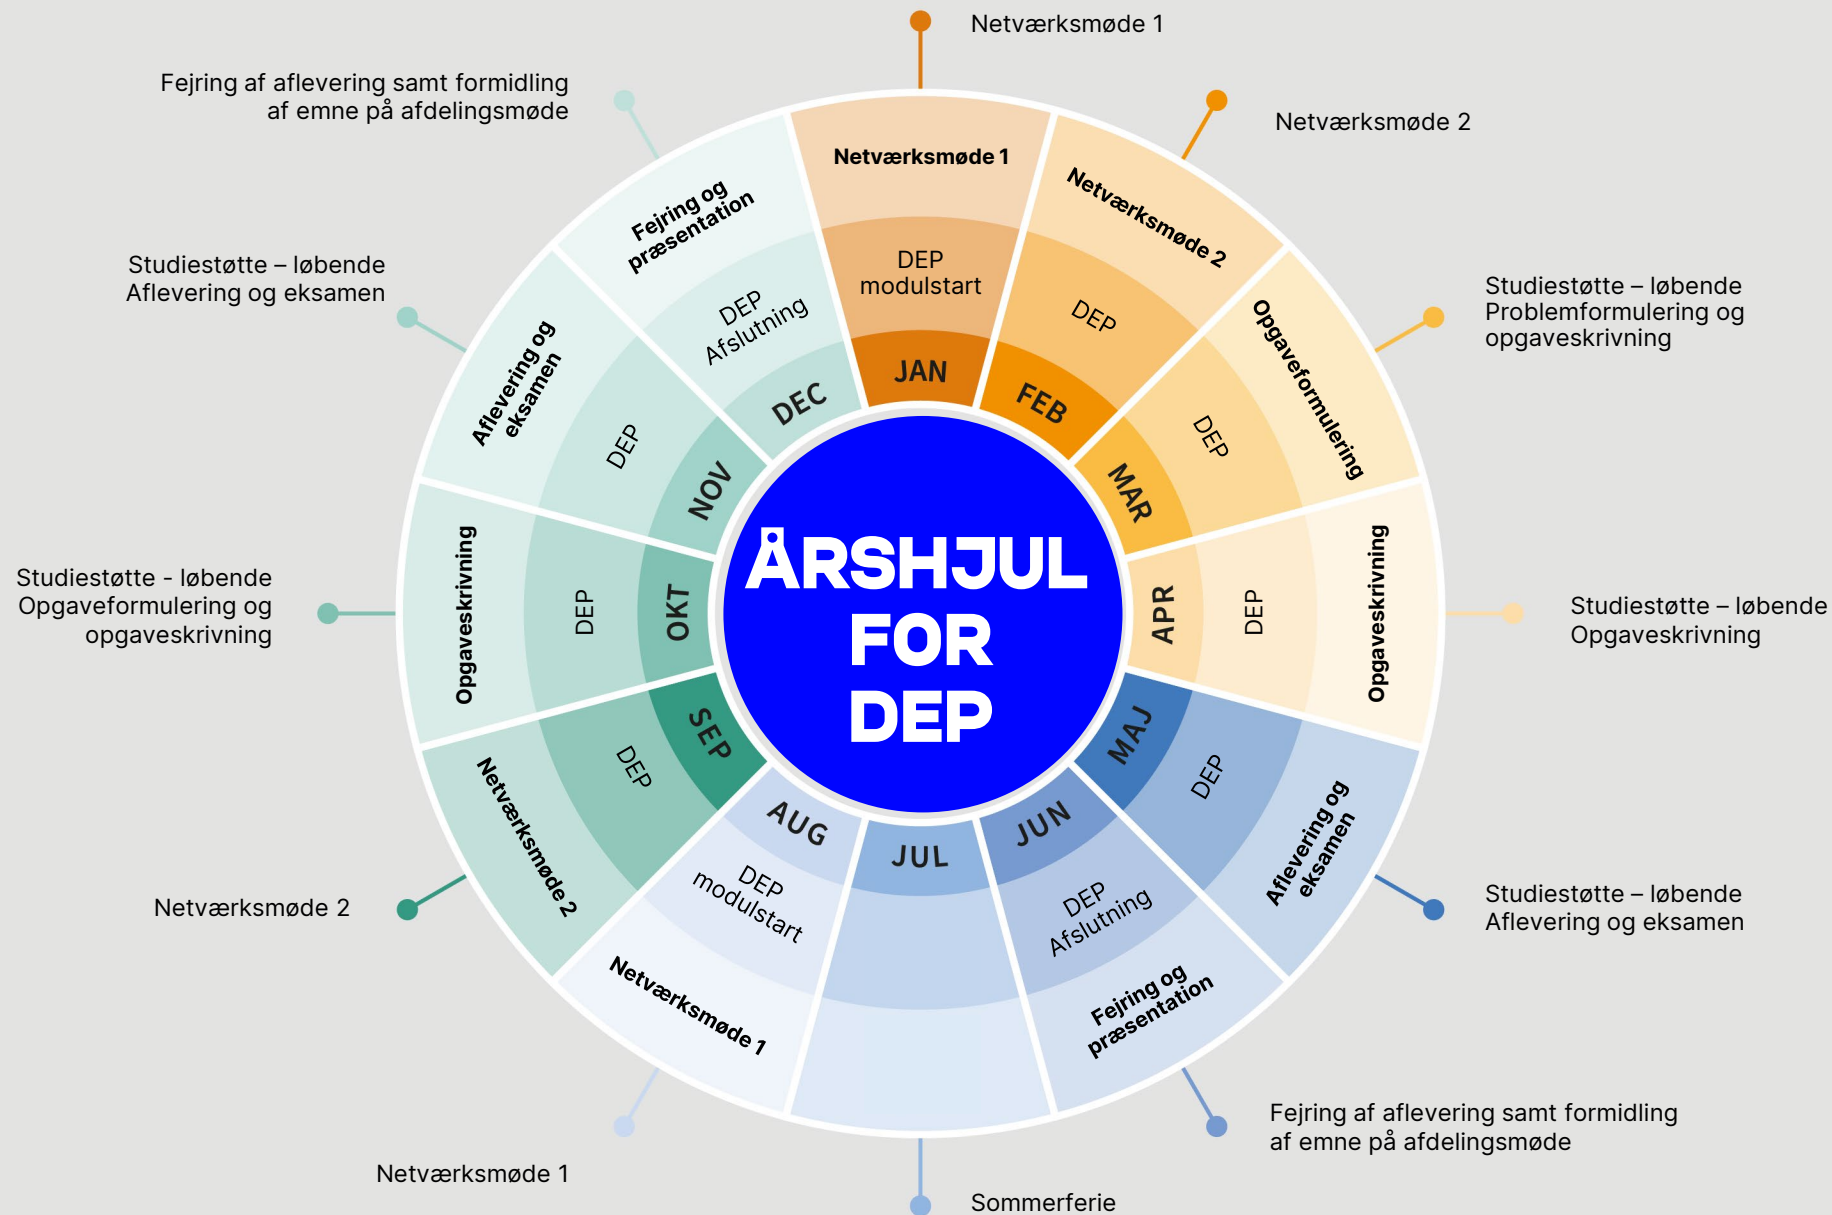 Netværksmøde 1
Netværksmøde 2
Studiestøtte – løbende
Problemformulering og
opgaveskrivning
Studiestøtte – løbende
Opgaveskrivning
Studiestøtte – løbende
Aflevering og eksamen
Fejring af aflevering samt formidling
af emne på afdelingsmøde
Sommerferie
Netværksmøde 1
Netværksmøde 2
Studiestøtte - løbende
Opgaveformulering og
opgaveskrivning
Studiestøtte – løbende
Aflevering og eksamen
Fejring af aflevering samt formidling
af emne på afdelingsmøde
Netværksmøde 1
DEP
modulstart
JAN
Netværksmøde 2
DEP
FEB
Opgaveformulering
DEP
MAR
Opgaveskrivning
DEP
APR
Aflevering og
eksamen
DEP
MAJ
Fejring og
præsentation
DEP
Afslutning
JUN
JUL
Netværksmøde 1
DEP
modulstart
AUG
Netværksmøde 2
DEP
SEP
Opgaveskrivning
DEP
OKT
Aflevering og
eksamen
DEP
NOV
Fejring og
præsentation
DEP
Afslutning
DEC
ÅRSHJUL
FOR
DEP